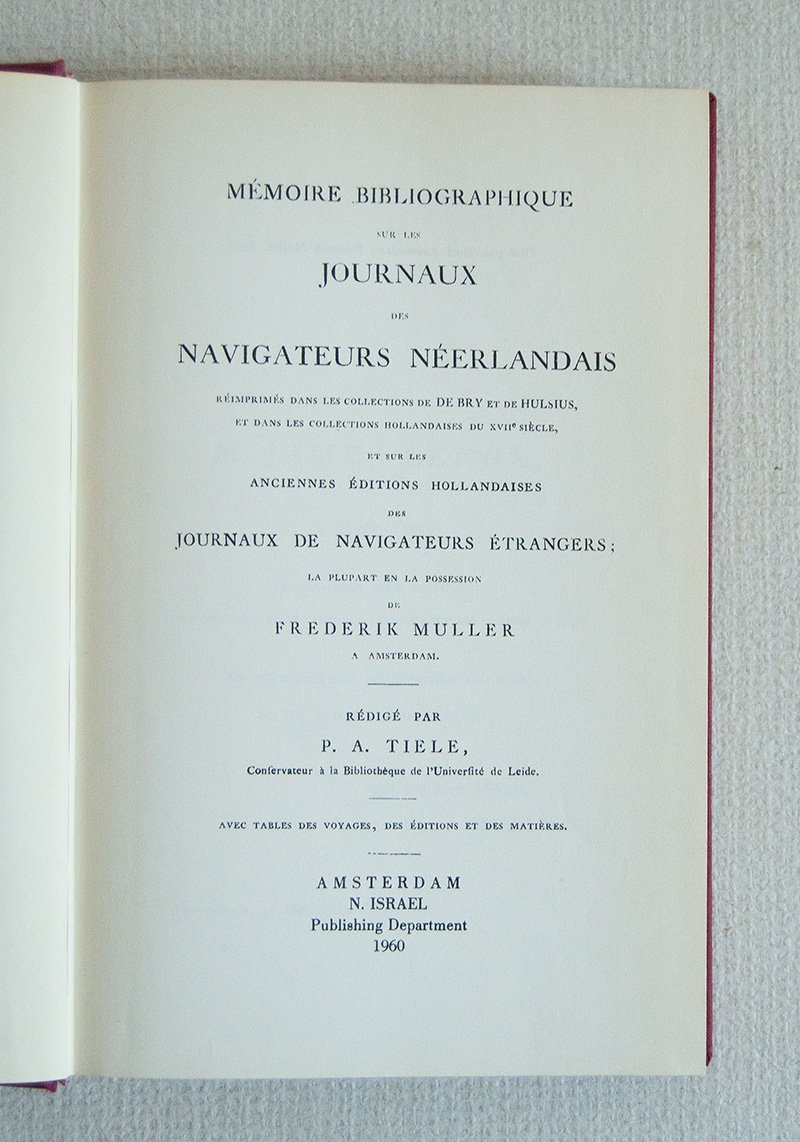 MÉMOIRE BIBLIOGRAPHIQUE
SUR LES
JOURNAUX
DES
NAVIGATEURS NÉERLANDAIS
RÉIMPRIMÉS DANS LES COLLECTIONS DE DE BRY ET DE HULSIUS,
ET DANS LES COLLECTIONS HOLLANDAISES DU XVIIe SIÈCLE,
ET SUR LES
ANCIENNES ÉDITIONS HOLLANDAISES
DES
JOURNAUX DE NAVIGATEURS ÉTRANGERS;
LA PLUPART EN LA POSSESSION
DE
FREDERIK MULLER
A AMSTERDAM.
RÉDIGÉ PAR
P. A. TIELE,
Conſervateur à la Bibliothèque de l'Univerſité de Leide.
AVEC TABLES DES VOYAGES, DES ÉDITIONS ET DES MATIÈRES.
AMSTERDAM
N. ISRAEL
Publishing Department
1960